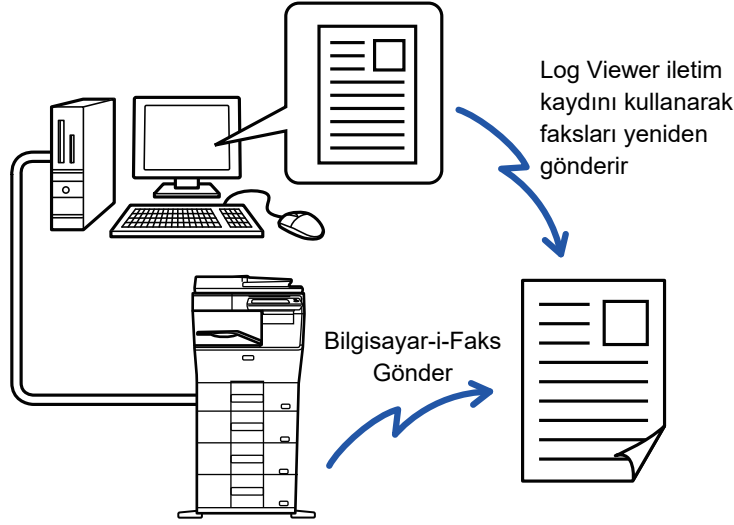 Log Viewer iletim
kaydını kullanarak
faksları yeniden
gönderir
Bilgisayar-i-Faks
Gönder